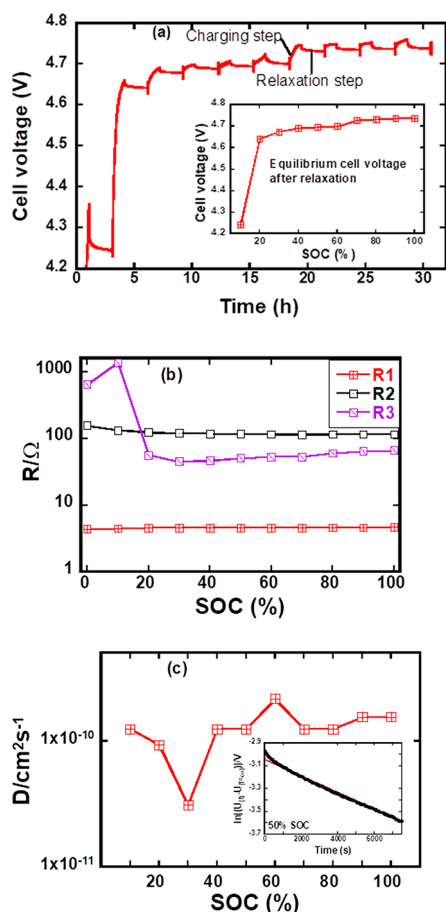 (a)
Charging step
Relaxation step
Cell voltage (V)
4.8
4.7
4.6
4.5
4.4
4.3
4.2
0 5 10 15 20 25 30
Time (h)
Cell voltage (V)
4.8
4.7
4.6
4.5
4.4
4.3
4.2
Equilibrium cell voltage
after relaxation
20 40 60 80 100
SOC (%)
(b)
R1
R2
R3
R/Ω
1000
100
10
1
0 20 40 60 80 100
SOC (%)
(c)
D/cm²s⁻¹
1x10⁻¹⁰
1x10⁻¹¹
20 40 60 80 100
SOC (%)
-2.9
-3.1
-3.3
-3.5
-3.7
50% SOC
0 2000 4000 6000
Time (s)